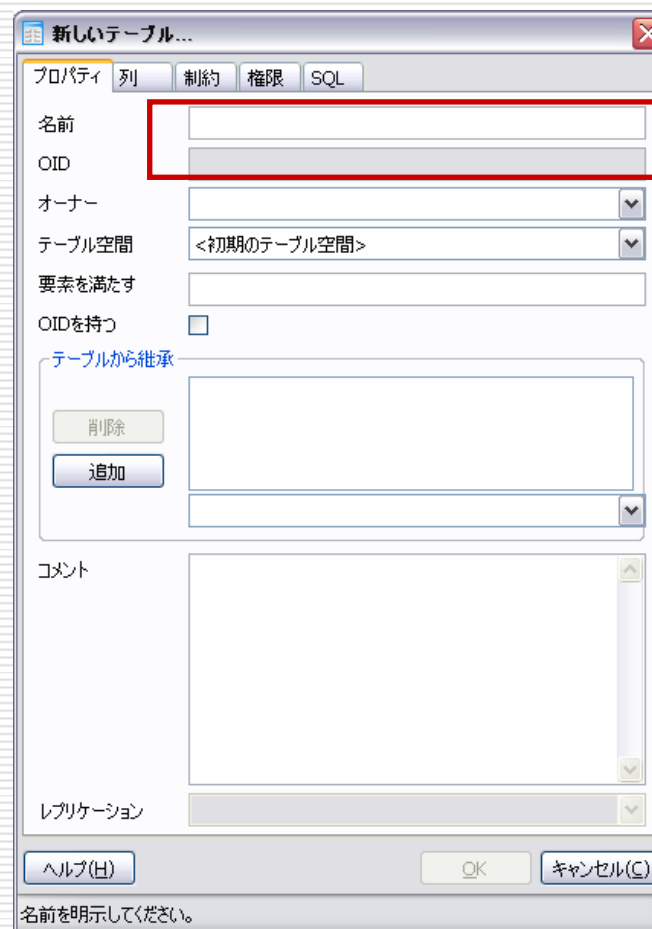 新しいテーブル...
プロパティ 列 制約 権限 SQL
名前
OID
オーナー
テーブル空間 <初期のテーブル空間>
要素を満たす
OIDを持つ
テーブルから継承
削除
追加
コメント
レプリケーション
ヘルプ(H) OK キャンセル(C)
名前を明示してください。